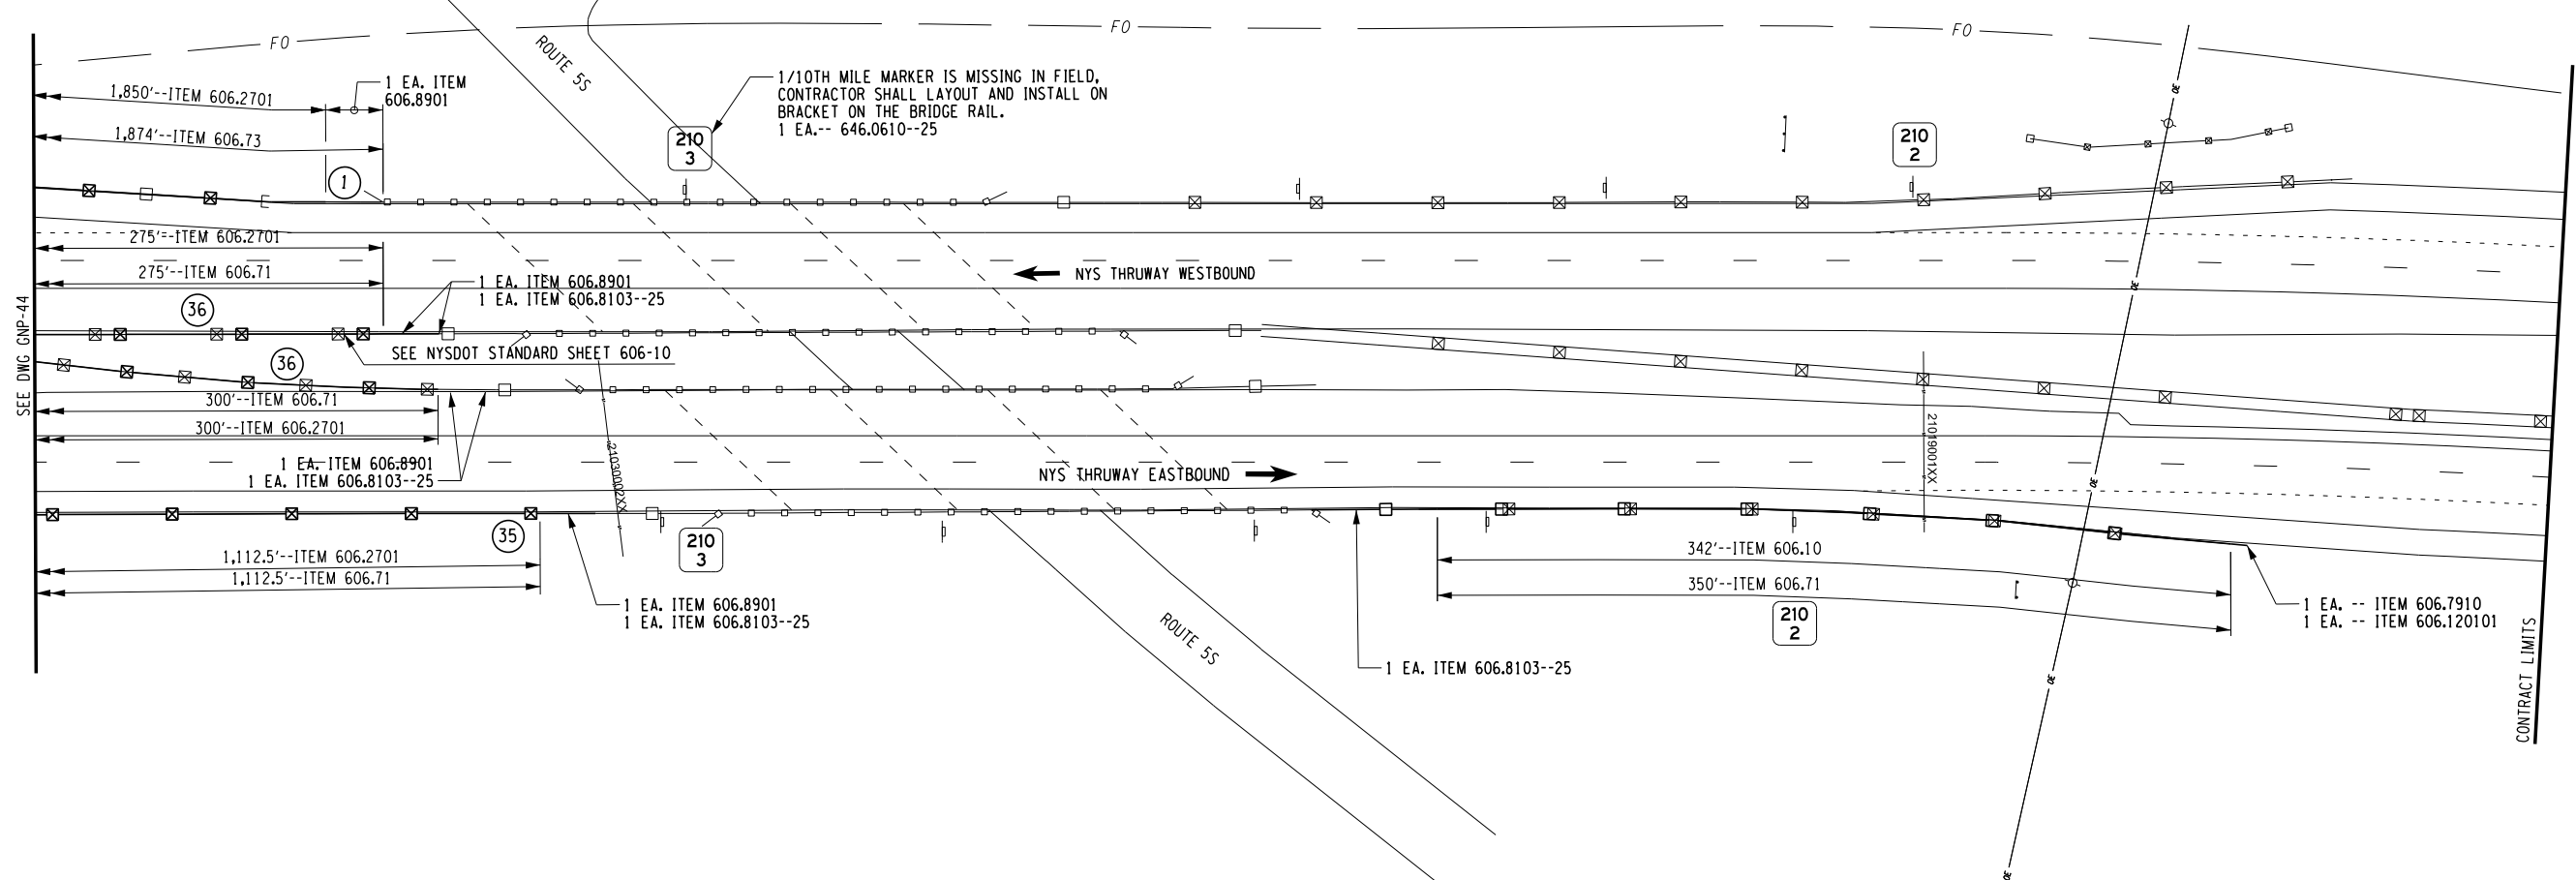 FO
FO
FO
ROUTE 5S
1 EA. ITEM
606.8901
1,850'--ITEM 606.2701
1,874'--ITEM 606.73
1/10TH MILE MARKER IS MISSING IN FIELD,
CONTRACTOR SHALL LAYOUT AND INSTALL ON
BRACKET ON THE BRIDGE RAIL.
1 EA.-- 646.0610--25
210
3
210
2
OE
1
275'--ITEM 606.2701
275'--ITEM 606.71
1 EA. ITEM 606.8901
1 EA. ITEM 606.8103--25
NYS THRUWAY WESTBOUND
OE
36
SEE NYSDOT STANDARD SHEET 606-10
SEE DWG GNP-44
36
300'--ITEM 606.71
300'--ITEM 606.2701
1 EA. ITEM 606.8901
1 EA. ITEM 606.8103--25
21030002XX
NYS THRUWAY EASTBOUND
21019001XX
OE
35
210
3
1,112.5'--ITEM 606.2701
1,112.5'--ITEM 606.71
1 EA. ITEM 606.8901
1 EA. ITEM 606.8103--25
ROUTE 5S
342'--ITEM 606.10
350'--ITEM 606.71
210
2
1 EA. ITEM 606.8103--25
1 EA. -- ITEM 606.7910
1 EA. -- ITEM 606.120101
OE
CONTRACT LIMITS
OE